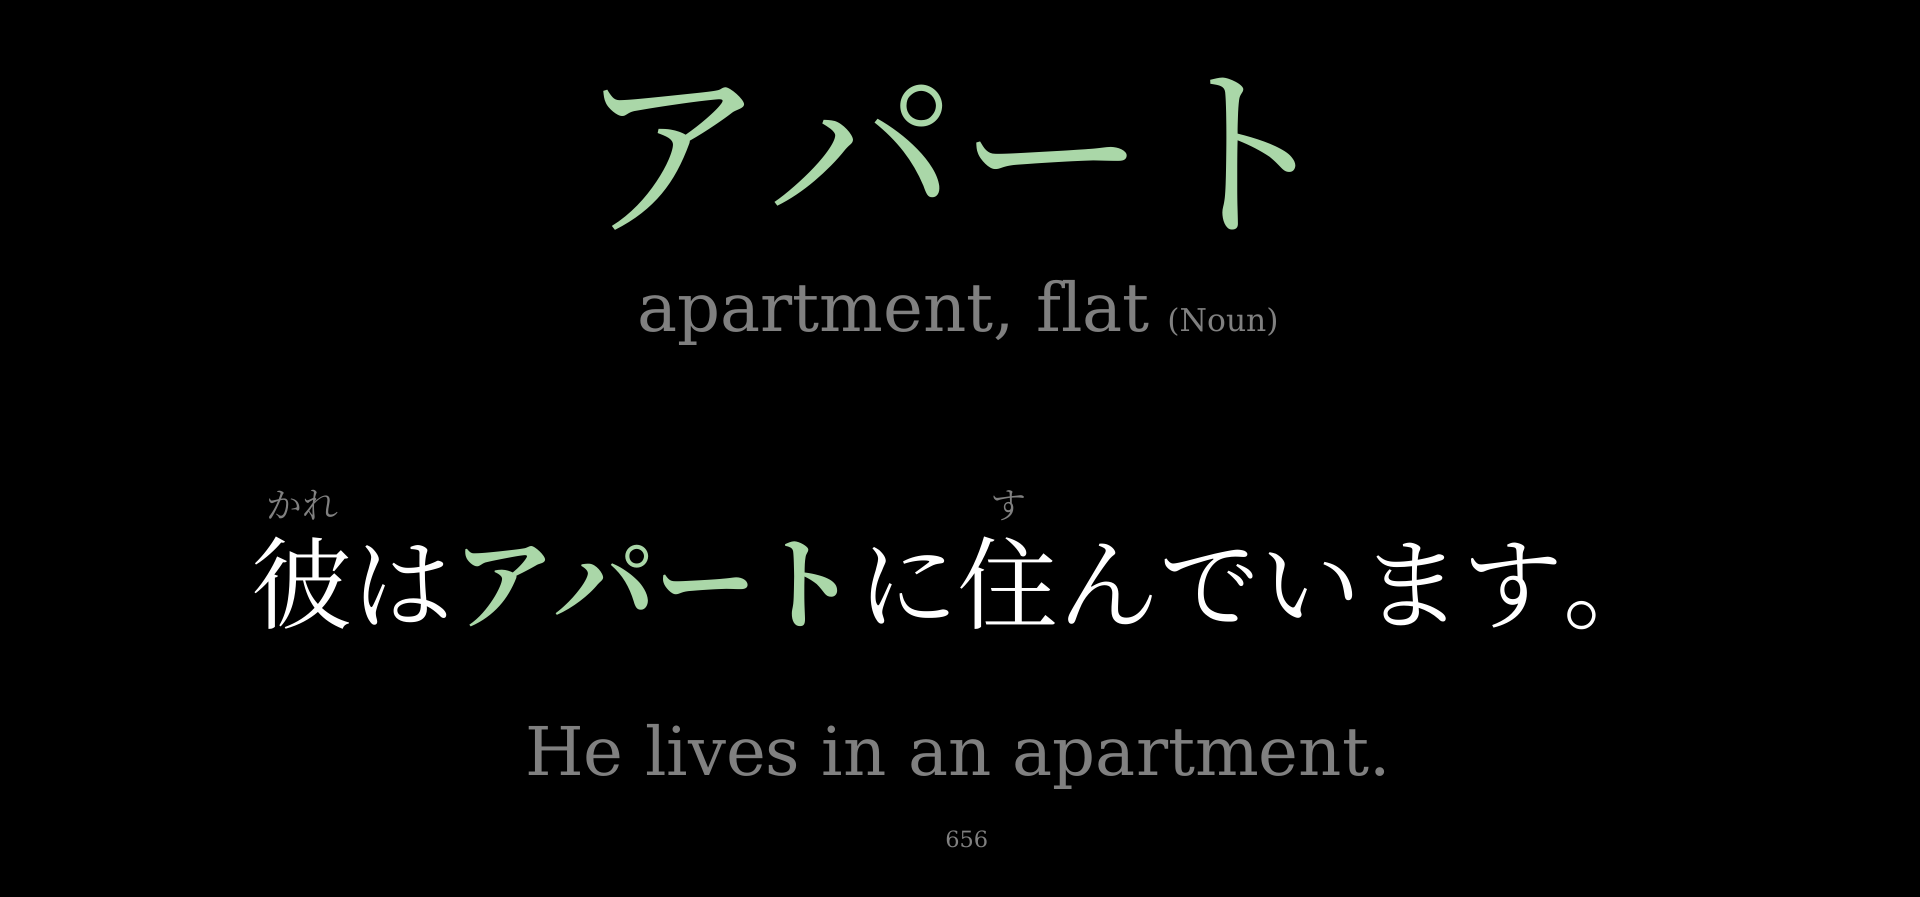 アパート
apartment, flat (Noun)
かれ す
彼はアパートに住んでいます。
He lives in an apartment.
656